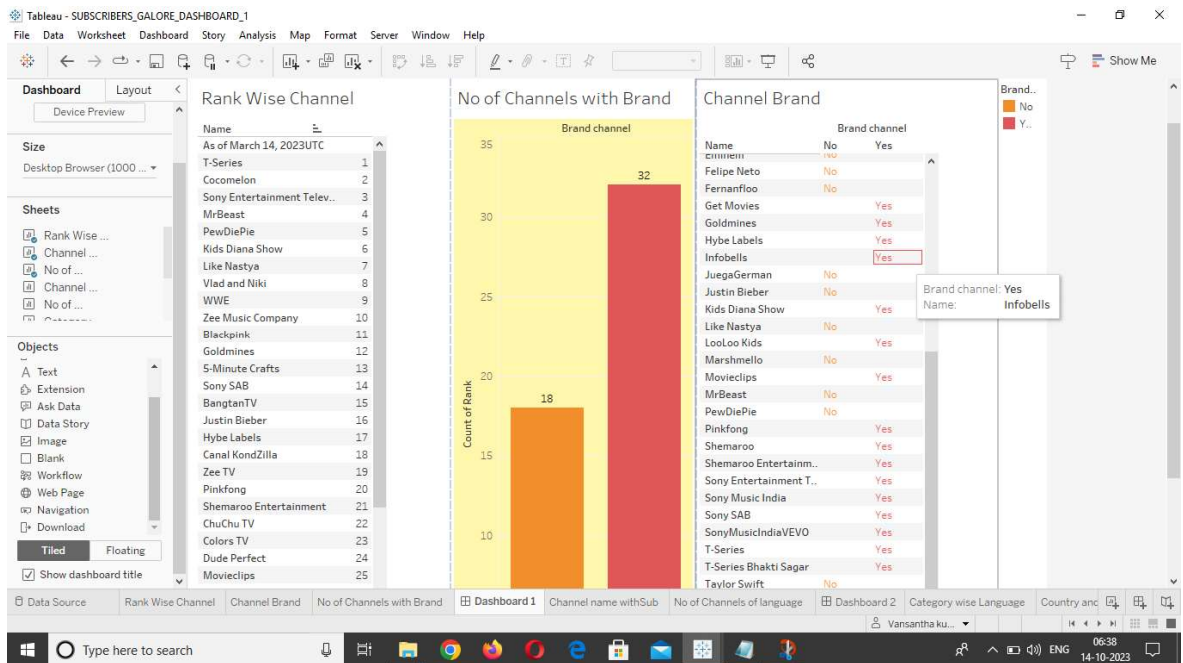 Tableau - SUBSCRIBERS_GALORE_DASHBOARD_1
File Data Worksheet Dashboard Story Analysis Map Format Server Window Help
Show Me
Dashboard Layout
Device Preview
Size
Desktop Browser (1000 ...
Sheets
Rank Wise ...
Channel ...
No of ...
Channel ...
No of ...
Objects
A Text
Extension
Ask Data
Data Story
Image
Blank
Workflow
Web Page
Navigation
Download
Tiled Floating
Show dashboard title
Rank Wise Channel
Name
As of March 14, 2023UTC
T-Series 1
Cocomelon 2
Sony Entertainment Telev.. 3
MrBeast 4
PewDiePie 5
Kids Diana Show 6
Like Nastya 7
Vlad and Niki 8
WWE 9
Zee Music Company 10
Blackpink 11
Goldmines 12
5-Minute Crafts 13
Sony SAB 14
BangtanTV 15
Justin Bieber 16
Hybe Labels 17
Canal KondZilla 18
Zee TV 19
Pinkfong 20
Shemaroo Entertainment 21
ChuChu TV 22
Colors TV 23
Dude Perfect 24
Movieclips 25
No of Channels with Brand
Brand channel
35
32
30
25
20
18
15
10
Count of Rank
Channel Brand
Brand channel
Name No Yes
Eminem No
Felipe Neto No
Fernanfloo No
Get Movies Yes
Goldmines Yes
Hybe Labels Yes
Infobells Yes
JuegaGerman No
Justin Bieber No
Kids Diana Show Yes
Like Nastya No
LooLoo Kids Yes
Marshmello No
Movieclips Yes
MrBeast No
PewDiePie No
Pinkfong Yes
Shemaroo Yes
Shemaroo Entertainm.. Yes
Sony Entertainment T.. Yes
Sony Music India Yes
Sony SAB Yes
SonyMusicIndiaVEVO Yes
T-Series Yes
T-Series Bhakti Sagar Yes
Taylor Swift No
Brand channel: Yes
Name: Infobells
Brand..
No
Y..
Data Source Rank Wise Channel Channel Brand No of Channels with Brand Dashboard 1 Channel name withSub No of Channels of language Dashboard 2 Category wise Language Country anc
Vansantha ku...
Type here to search
ENG
06:38
14-10-2023